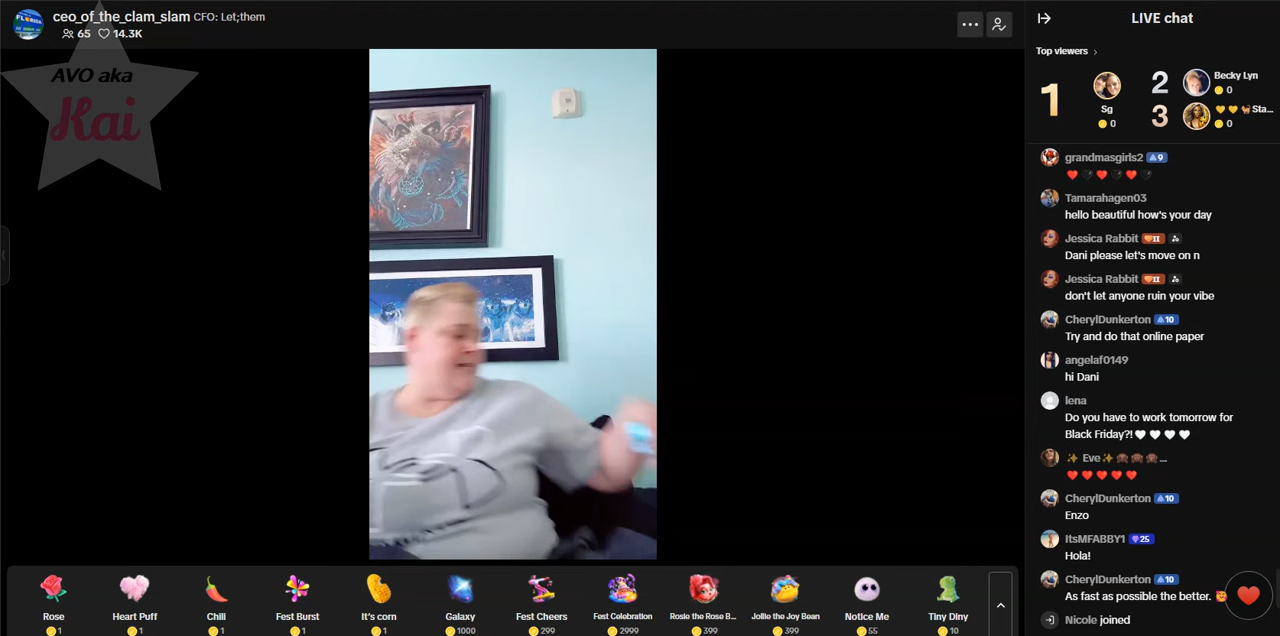 ceo_of_the_clam_slam CFO: Let;them
65 14.3K
AVO aka
Kai
LIVE chat
Top viewers
1
Sg
0
2
Becky Lyn
0
3
Sta...
0
grandmasgirls2 9
Tamarahagen03
hello beautiful how's your day
Jessica Rabbit II
Dani please let's move on n
Jessica Rabbit II
don't let anyone ruin your vibe
CherylDunkerton 10
Try and do that online paper
angelaf0149
hi Dani
lena
Do you have to work tomorrow for
Black Friday?!
Eve ...
CherylDunkerton 10
Enzo
ItsMFABBY1 25
Hola!
CherylDunkerton 10
As fast as possible the better.
Nicole joined
Rose
1
Heart Puff
1
Chili
1
Fest Burst
1
It's corn
1
Galaxy
1000
Fest Cheers
299
Fest Celebration
2999
Rosie the Rose B...
399
Jollie the Joy Bean
399
Notice Me
55
Tiny Diny
10